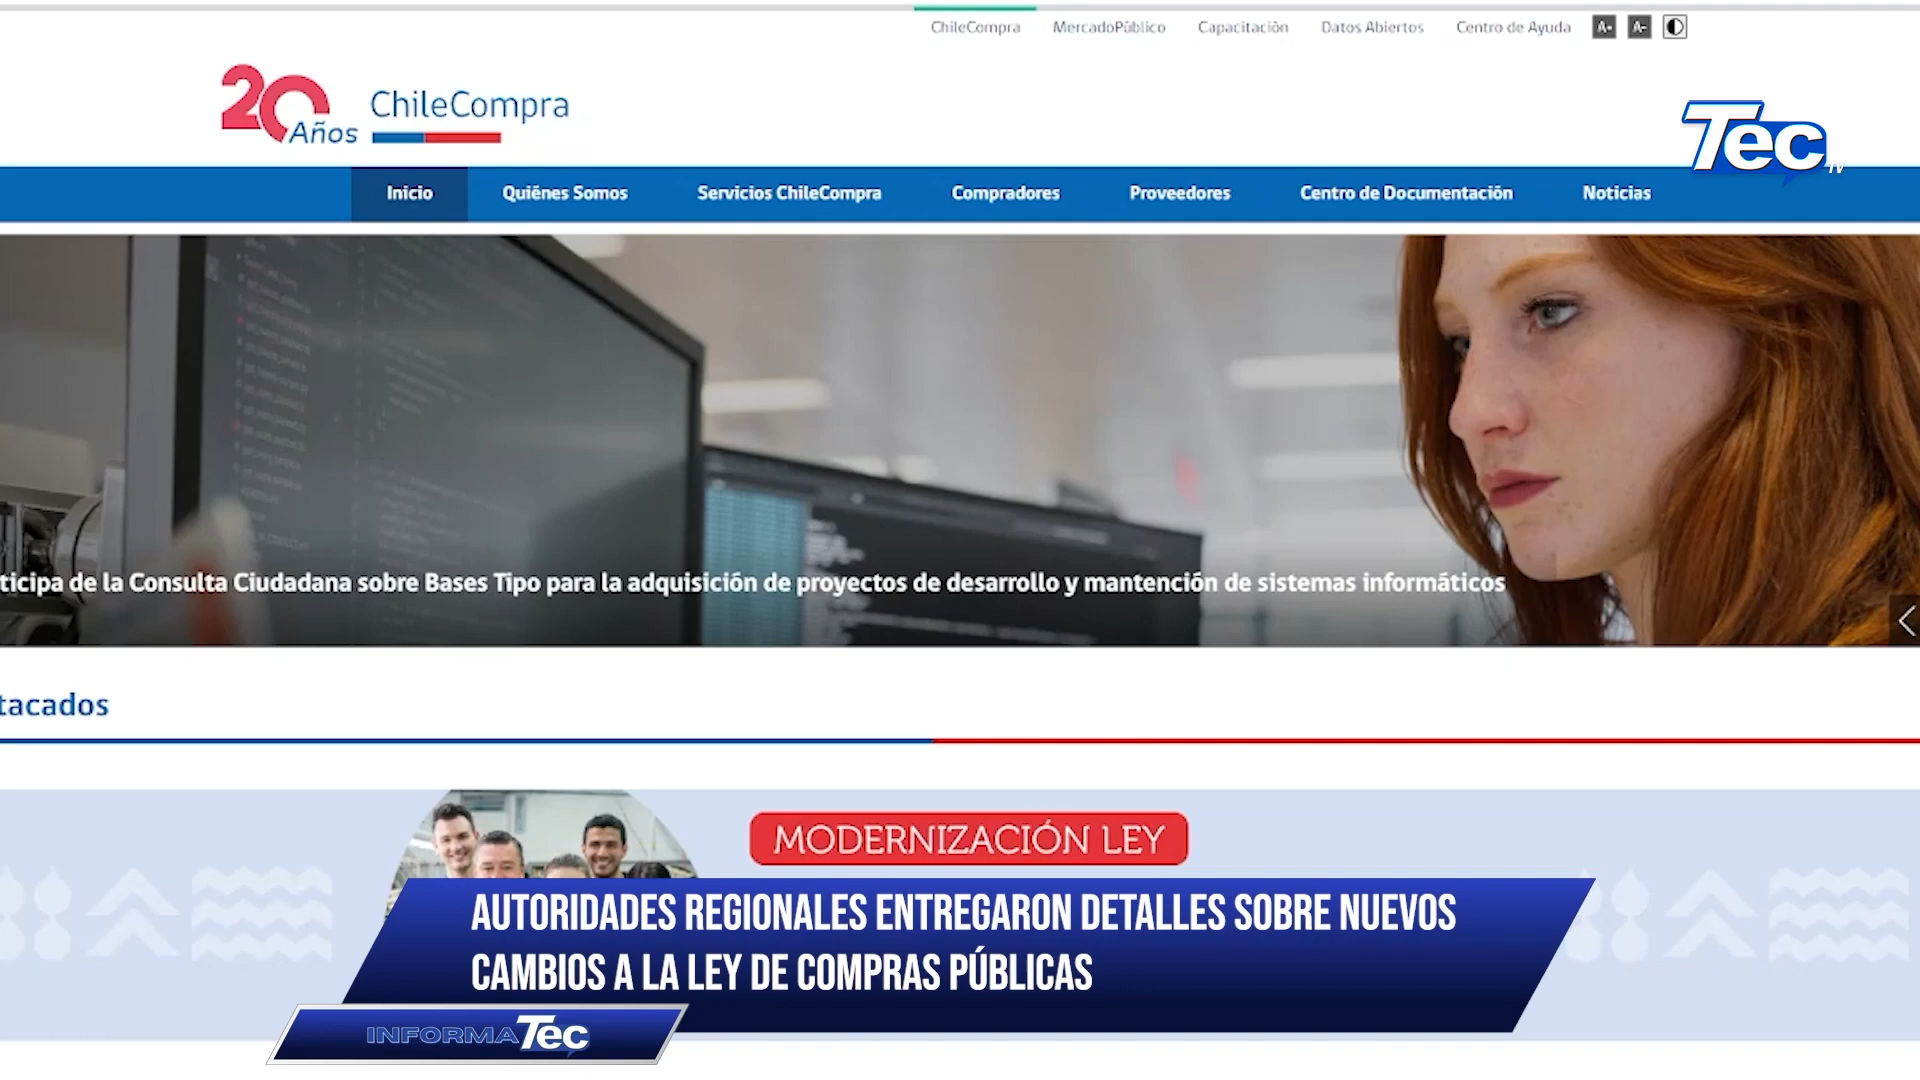 ChileCompra MercadoPúblico Capacitación Datos Abiertos Centro de Ayuda A+ A-
20 Años ChileCompra
Tec TV
Inicio Quiénes Somos Servicios ChileCompra Compradores Proveedores Centro de Documentación Noticias
ticipa de la Consulta Ciudadana sobre Bases Tipo para la adquisición de proyectos de desarrollo y mantención de sistemas informáticos
tacados
MODERNIZACIÓN LEY
AUTORIDADES REGIONALES ENTREGARON DETALLES SOBRE NUEVOS
CAMBIOS A LA LEY DE COMPRAS PÚBLICAS
INFORMATec